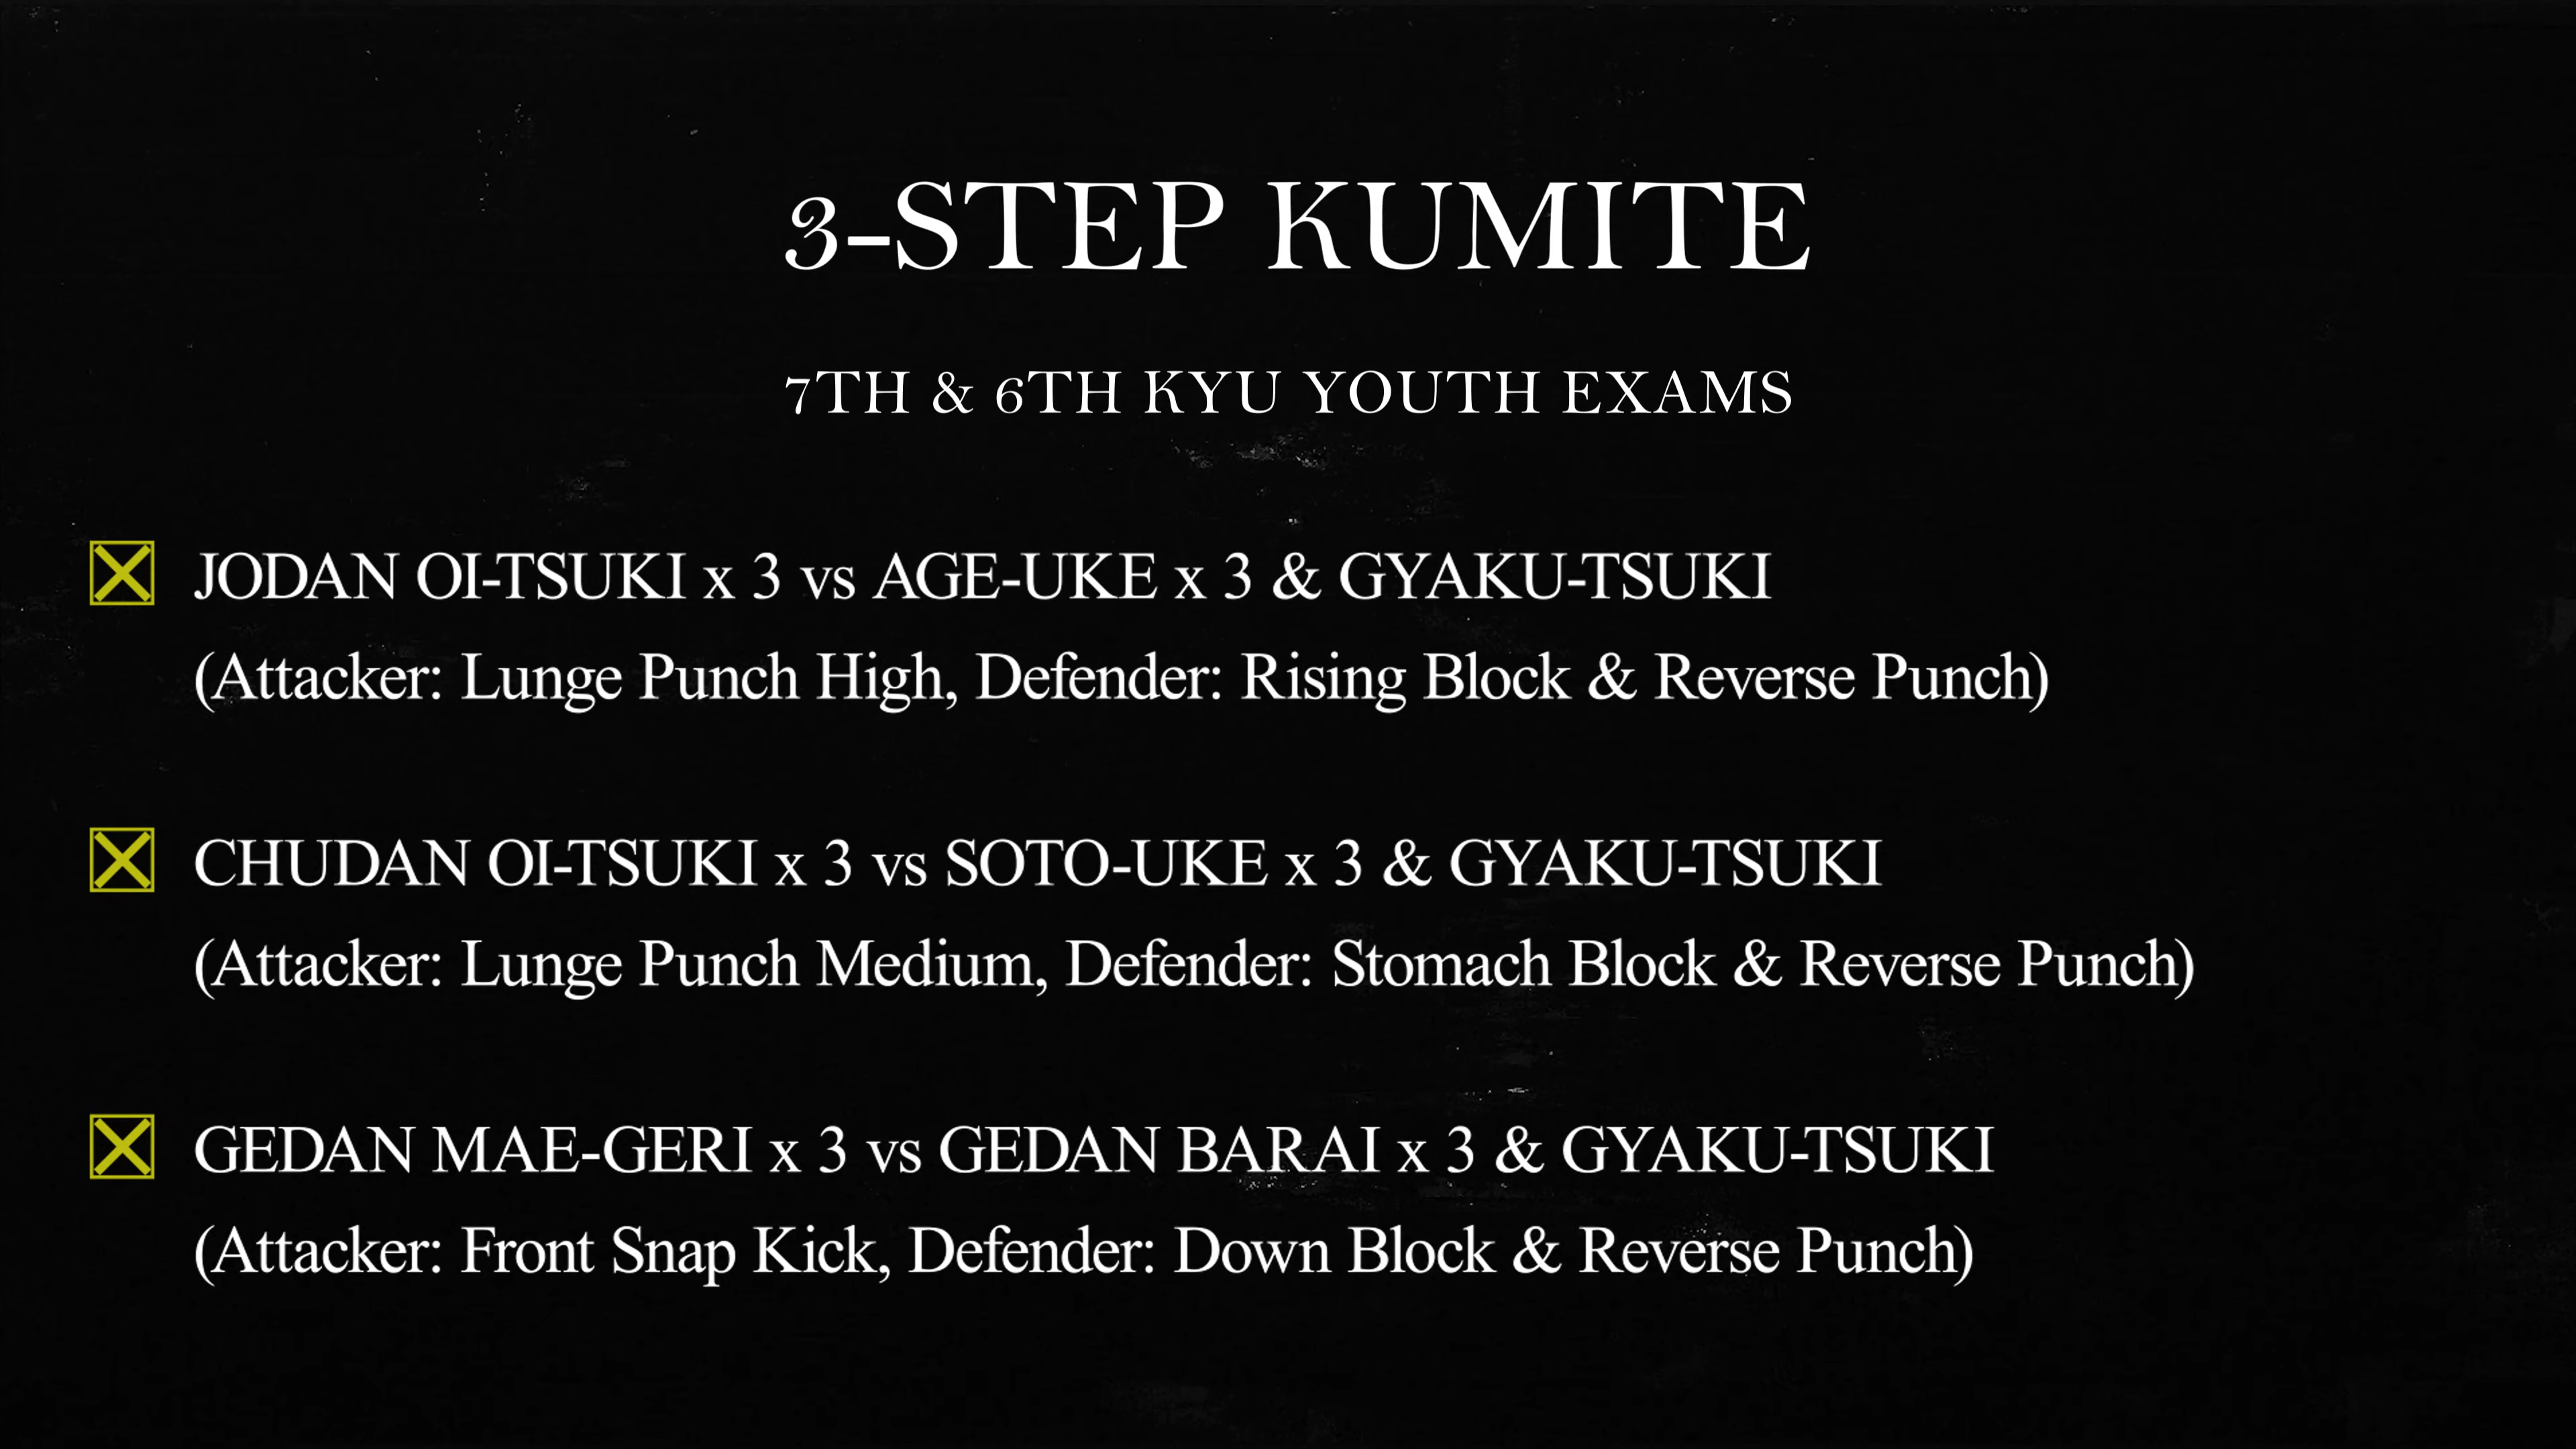 3-STEP KUMITE
7TH & 6TH KYU YOUTH EXAMS
JODAN OI-TSUKI x 3 vs AGE-UKE x 3 & GYAKU-TSUKI
(Attacker: Lunge Punch High, Defender: Rising Block & Reverse Punch)
CHUDAN OI-TSUKI x 3 vs SOTO-UKE x 3 & GYAKU-TSUKI
(Attacker: Lunge Punch Medium, Defender: Stomach Block & Reverse Punch)
GEDAN MAE-GERI x 3 vs GEDAN BARAI x 3 & GYAKU-TSUKI
(Attacker: Front Snap Kick, Defender: Down Block & Reverse Punch)